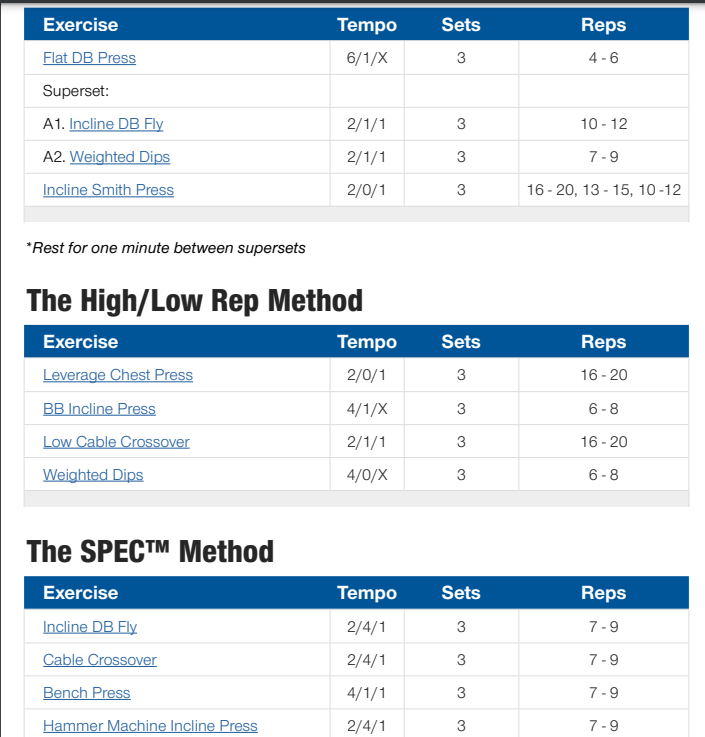 Exercise Tempo Sets Reps
Flat DB Press 6/1/X 3 4 - 6
Superset:
A1. Incline DB Fly 2/1/1 3 10 - 12
A2. Weighted Dips 2/1/1 3 7 - 9
Incline Smith Press 2/0/1 3 16 - 20, 13 - 15, 10 -12
*Rest for one minute between supersets
The High/Low Rep Method
Exercise Tempo Sets Reps
Leverage Chest Press 2/0/1 3 16 - 20
BB Incline Press 4/1/X 3 6 - 8
Low Cable Crossover 2/1/1 3 16 - 20
Weighted Dips 4/0/X 3 6 - 8
The SPEC™ Method
Exercise Tempo Sets Reps
Incline DB Fly 2/4/1 3 7 - 9
Cable Crossover 2/4/1 3 7 - 9
Bench Press 4/1/1 3 7 - 9
Hammer Machine Incline Press 2/4/1 3 7 - 9